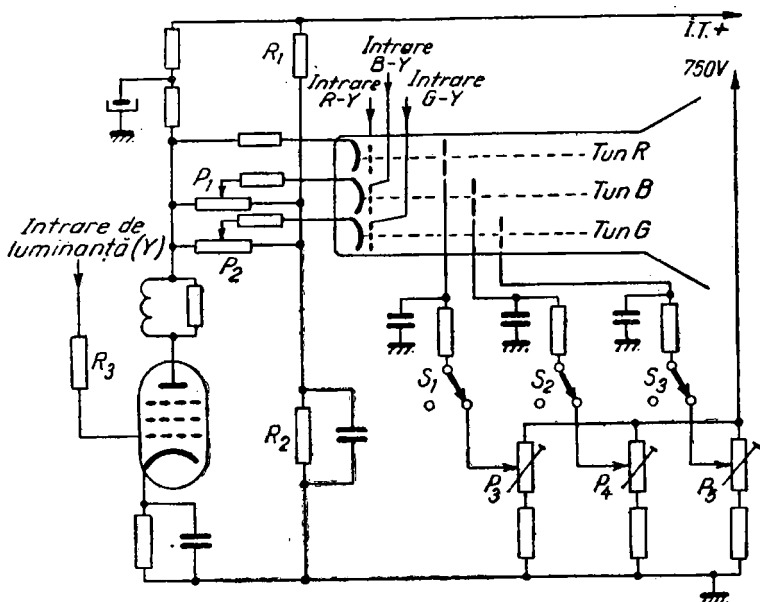 Î.T.+
R1
Intrare
B-Y
Intrare
R-Y
Intrare
G-Y
750V
Tun R
P1
Tun B
Intrare de
luminanță (Y)
P2
Tun G
R3
S1
S2
S3
R2
P3
P4
P5